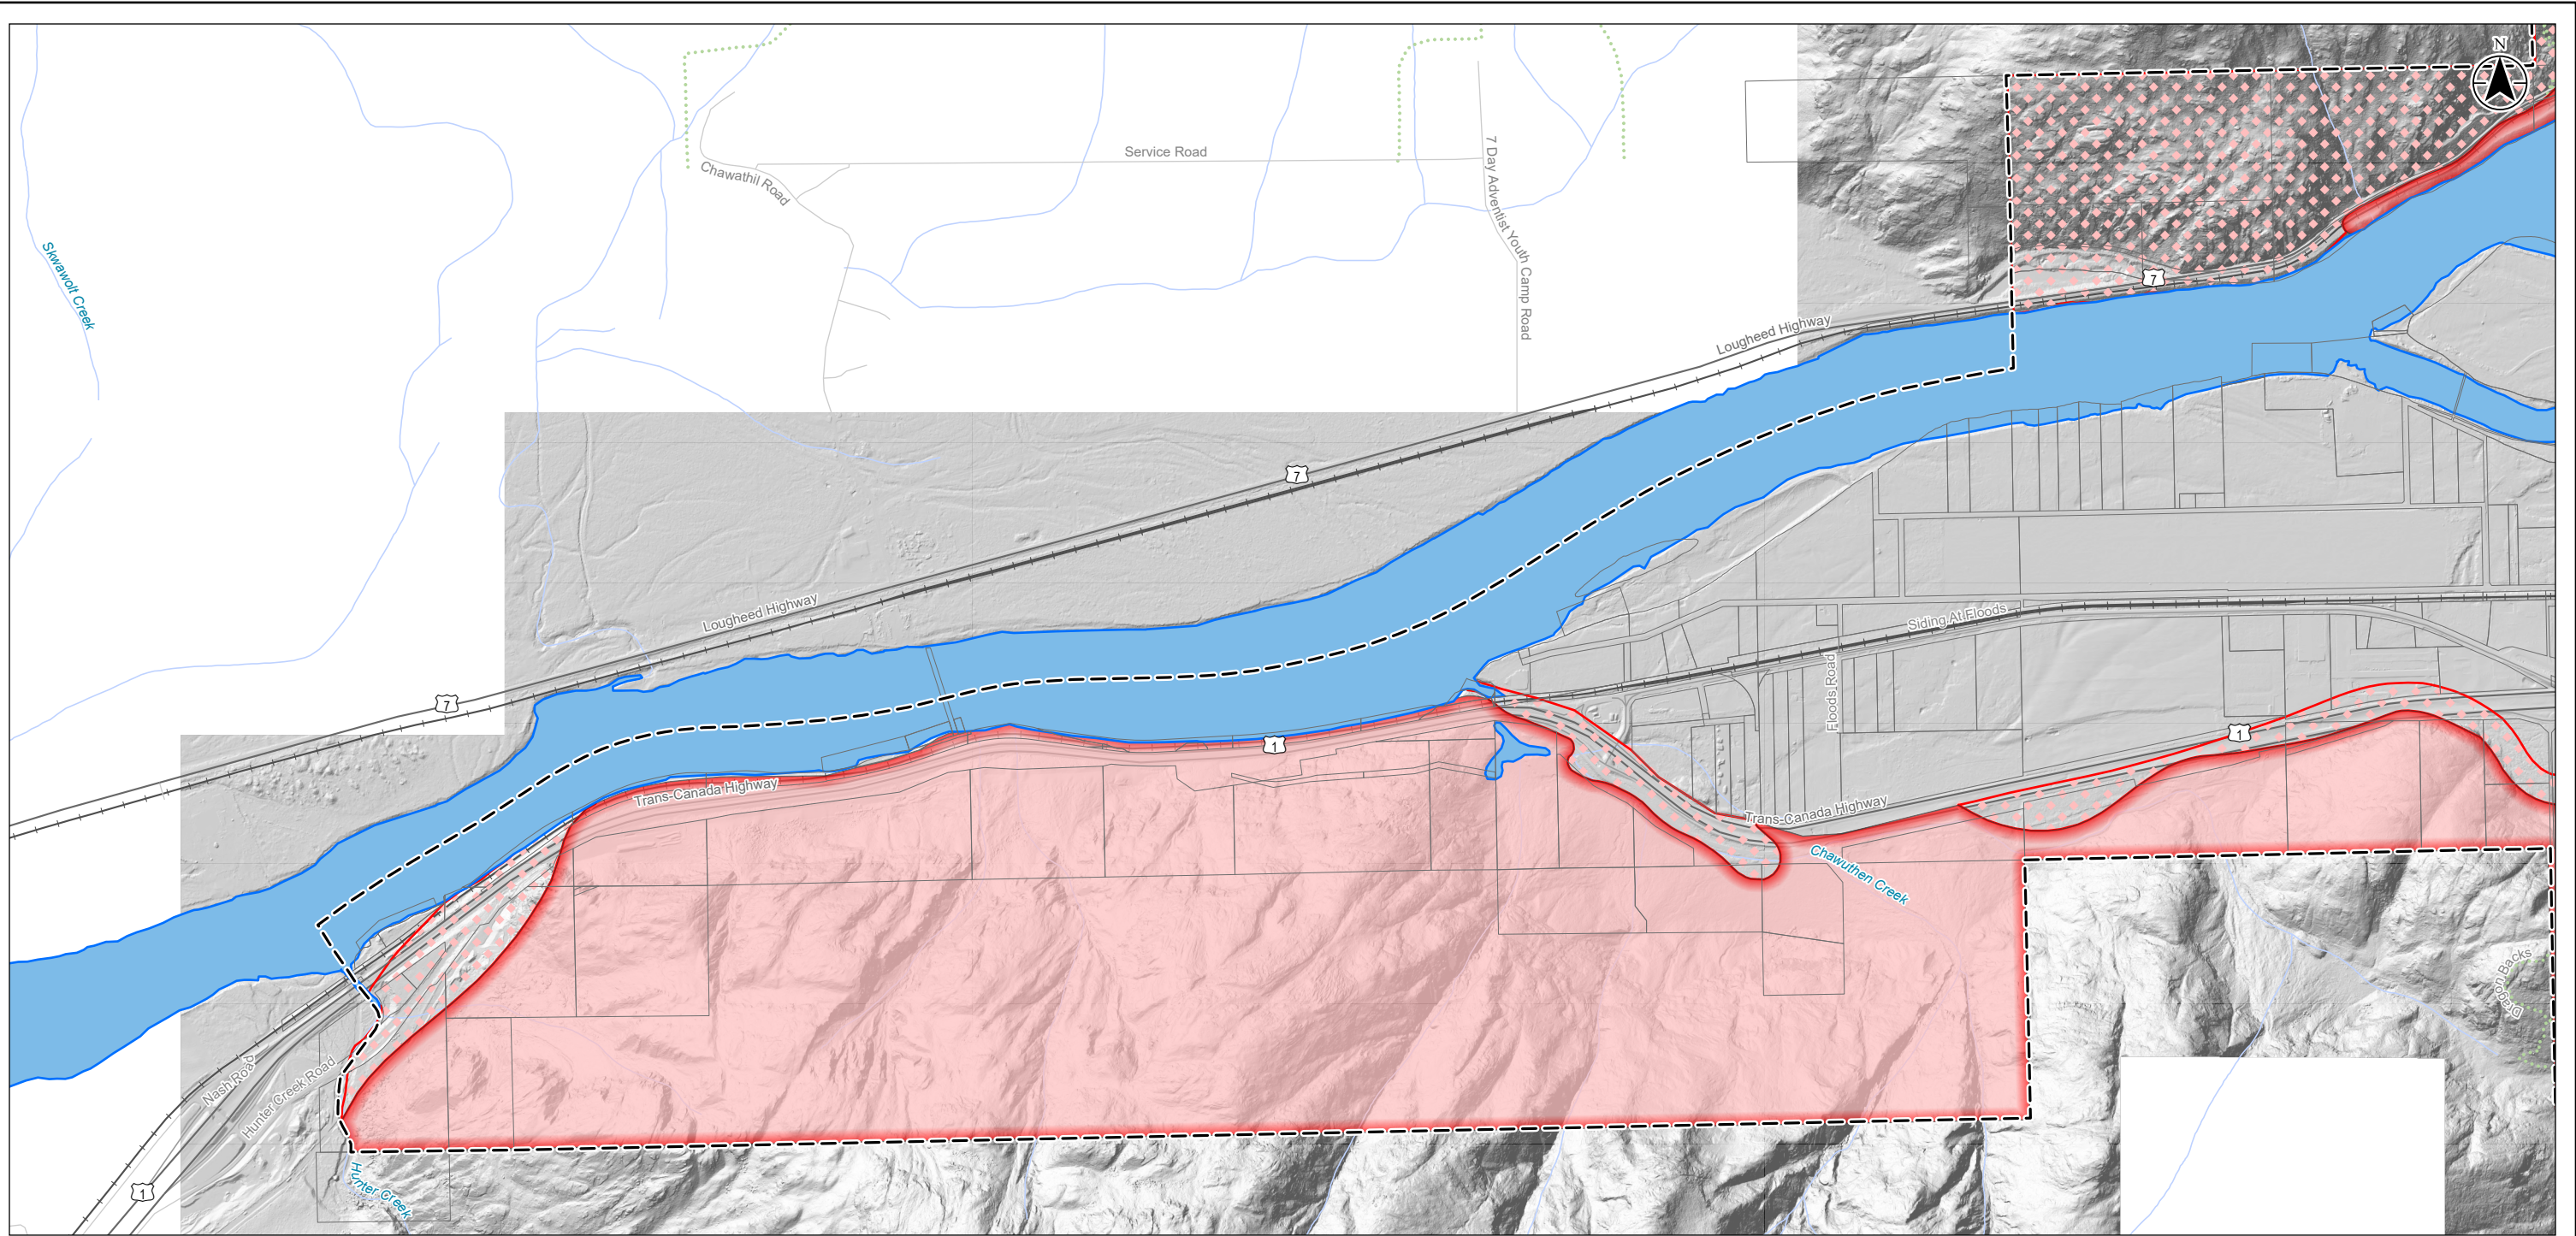 N
Service Road
Chawathil Road
7 Day Adventist Youth Camp Road
Skwawolt Creek
7
Lougheed Highway
7
Lougheed Highway
Siding At Floods
Floods Road
7
1
1
Trans-Canada Highway
Trans-Canada Highway
Chawuthen Creek
Dragon Backs
Nash Road
Hunter Creek Road
1
Hunter Creek